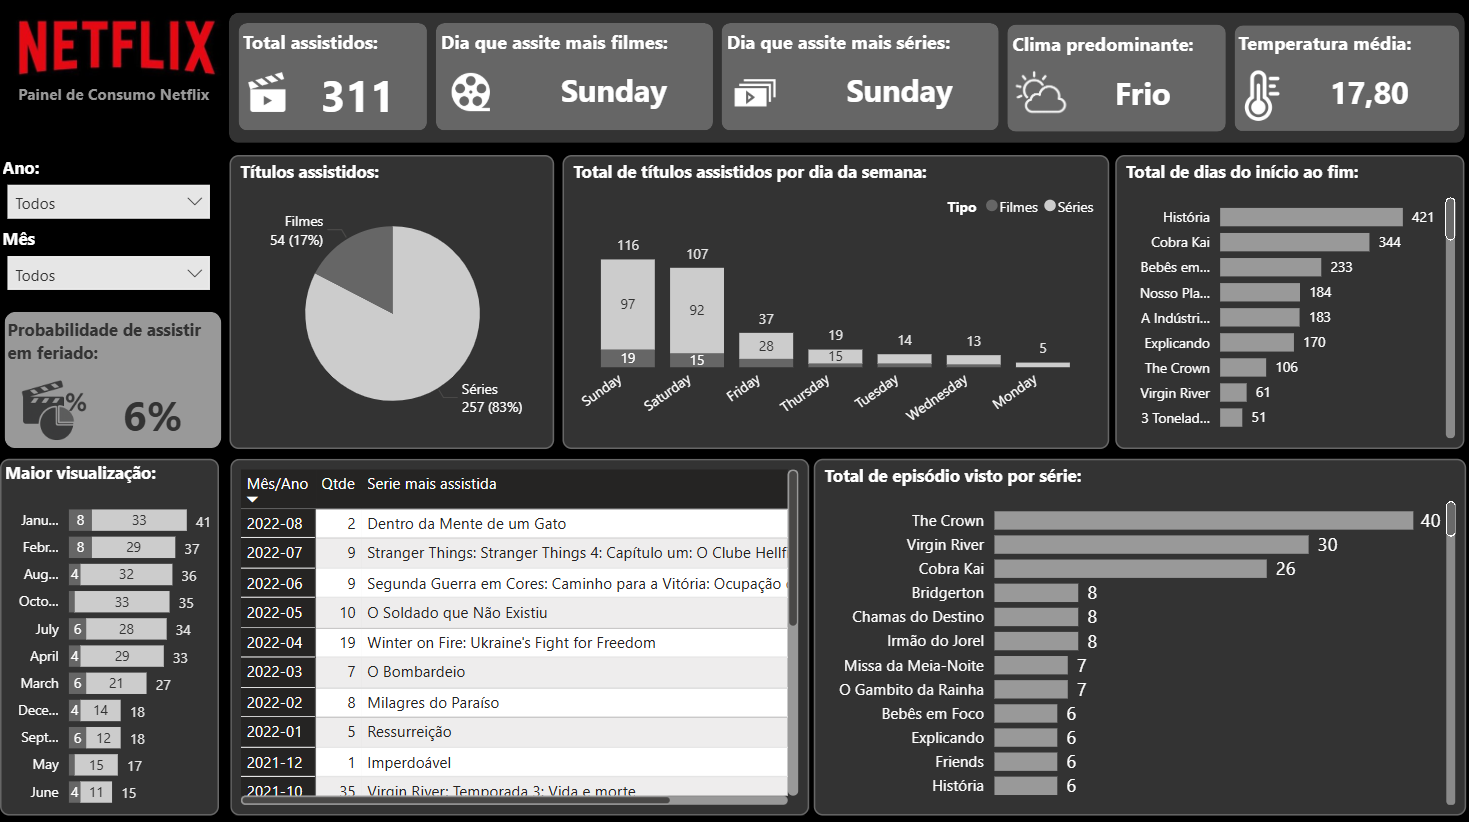 NETFLIX
Painel de Consumo Netflix
Total assistidos:
311
Dia que assite mais filmes:
Sunday
Dia que assite mais séries:
Sunday
Clima predominante:
Frio
Temperatura média:
17,80
Ano:
Todos
Mês
Todos
Probabilidade de assistir
em feriado:
%
6%
Títulos assistidos:
Filmes
54 (17%)
Séries
257 (83%)
Total de títulos assistidos por dia da semana:
Tipo Filmes Séries
116
107
37
19
14
13
5
97
92
28
15
19
15
Sunday
Saturday
Friday
Thursday
Tuesday
Wednesday
Monday
Total de dias do início ao fim:
História 421
Cobra Kai 344
Bebês em... 233
Nosso Pla... 184
A Indústri... 183
Explicando 170
The Crown 106
Virgin River 61
3 Tonelad... 51
Maior visualização:
Janu... 8 33 41
Febr... 8 29 37
Aug... 4 32 36
Octo... 33 35
July 6 28 34
April 4 29 33
March 6 21 27
Dece... 4 14 18
Sept... 6 12 18
May 15 17
June 4 11 15
Mês/Ano Qtde Serie mais assistida
2022-08 2 Dentro da Mente de um Gato
2022-07 9 Stranger Things: Stranger Things 4: Capítulo um: O Clube Hellf
2022-06 9 Segunda Guerra em Cores: Caminho para a Vitória: Ocupação
2022-05 10 O Soldado que Não Existiu
2022-04 19 Winter on Fire: Ukraine's Fight for Freedom
2022-03 7 O Bombardeio
2022-02 8 Milagres do Paraíso
2022-01 5 Ressurreição
2021-12 1 Imperdoável
2021-10 35 Virgin River: Temporada 3: Vida e morte
Total de episódio visto por série:
The Crown 40
Virgin River 30
Cobra Kai 26
Bridgerton 8
Chamas do Destino 8
Irmão do Jorel 8
Missa da Meia-Noite 7
O Gambito da Rainha 7
Bebês em Foco 6
Explicando 6
Friends 6
História 6